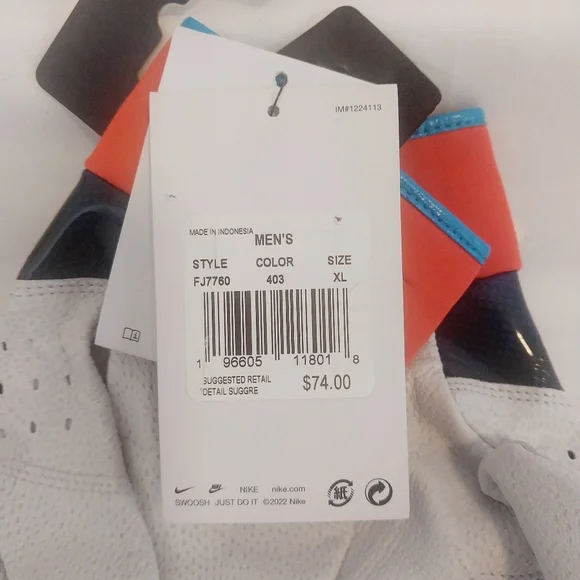 IM#1224113
MADE IN INDONESIA
MEN'S
STYLE COLOR SIZE
FJ7760 403 XL
1 96605 11801 8
SUGGESTED RETAIL $74.00
DETAIL SUGGRE
NIKE nike.com
SWOOSH JUST DO IT ©2022 Nike
紙